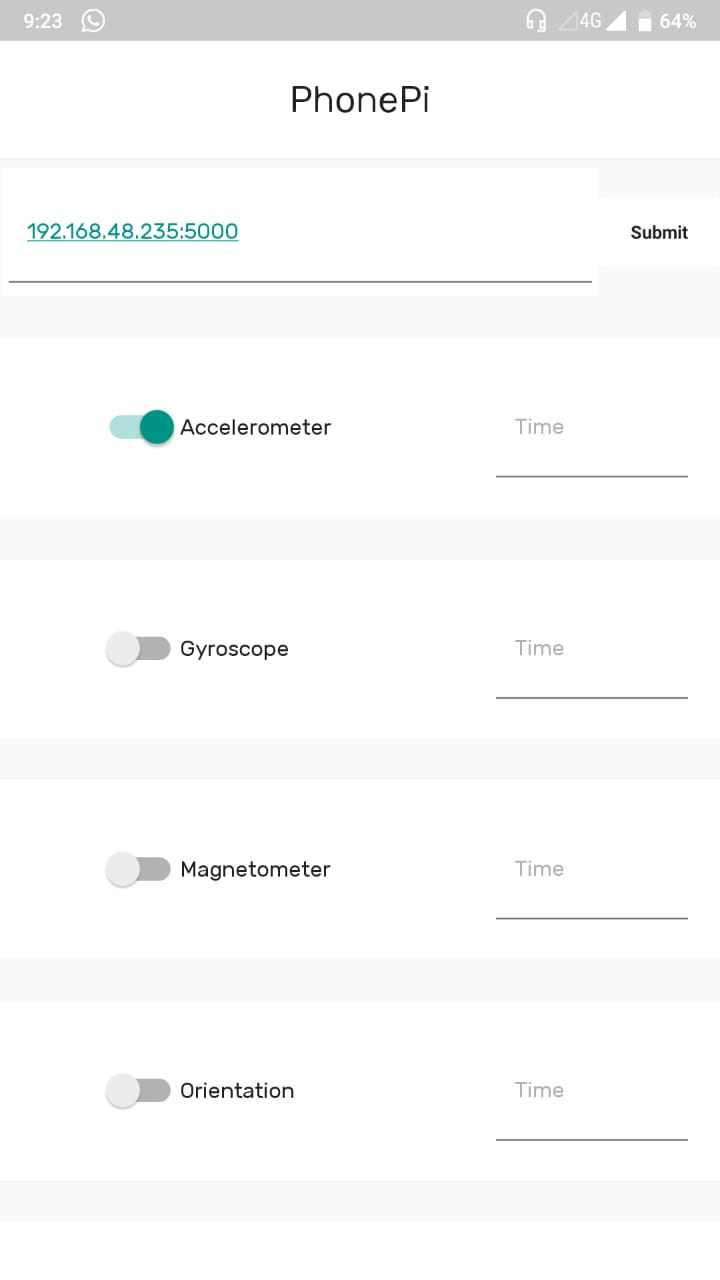 9:23 4G 64%
PhonePi
192.168.48.235:5000 Submit
Accelerometer Time
Gyroscope Time
Magnetometer Time
Orientation Time